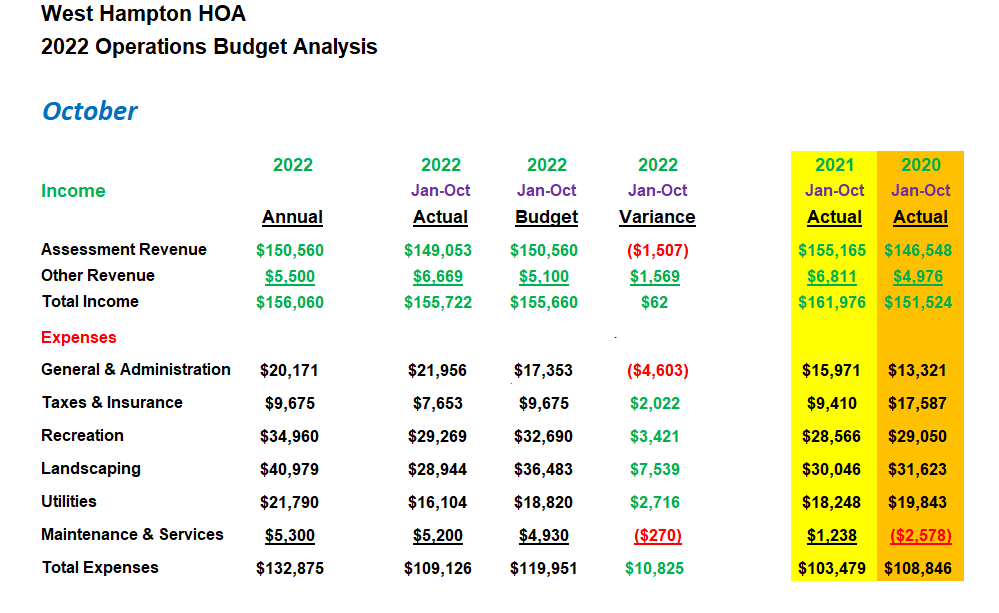 West Hampton HOA
2022 Operations Budget Analysis
October
2022 2022 2022 2022 2021 2020
Income Jan-Oct Jan-Oct Jan-Oct Jan-Oct Jan-Oct
Annual Actual Budget Variance Actual Actual
Assessment Revenue $150,560 $149,053 $150,560 ($1,507) $155,165 $146,548
Other Revenue $5,500 $6,669 $5,100 $1,569 $6,811 $4,976
Total Income $156,060 $155,722 $155,660 $62 $161,976 $151,524
Expenses
General & Administration $20,171 $21,956 $17,353 ($4,603) $15,971 $13,321
Taxes & Insurance $9,675 $7,653 $9,675 $2,022 $9,410 $17,587
Recreation $34,960 $29,269 $32,690 $3,421 $28,566 $29,050
Landscaping $40,979 $28,944 $36,483 $7,539 $30,046 $31,623
Utilities $21,790 $16,104 $18,820 $2,716 $18,248 $19,843
Maintenance & Services $5,300 $5,200 $4,930 ($270) $1,238 ($2,578)
Total Expenses $132,875 $109,126 $119,951 $10,825 $103,479 $108,846